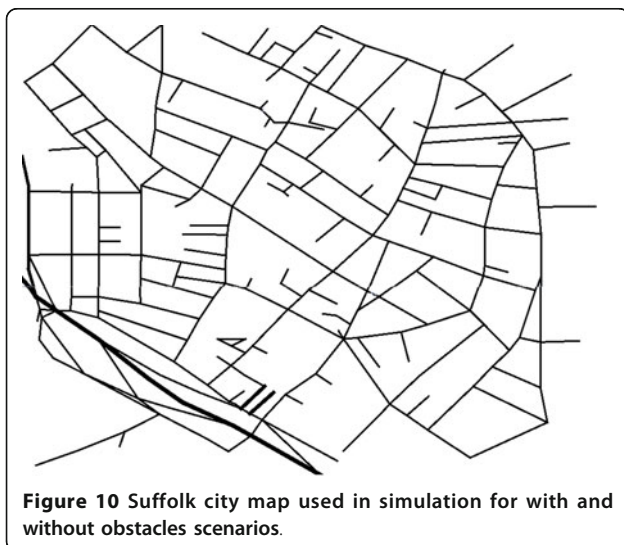 Figure 10 Suffolk city map used in simulation for with and
without obstacles scenarios.